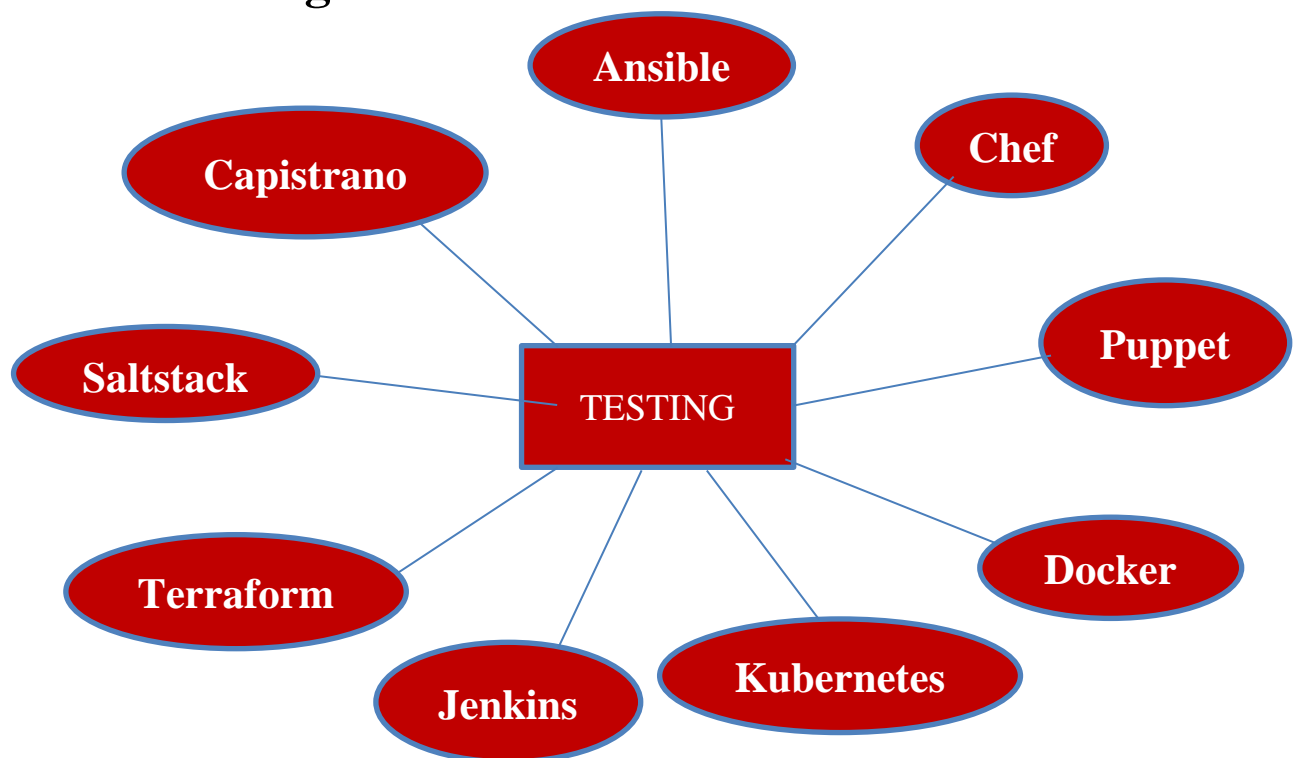 Ansible
Chef
Capistrano
Puppet
Saltstack
TESTING
Docker
Terraform
Kubernetes
Jenkins